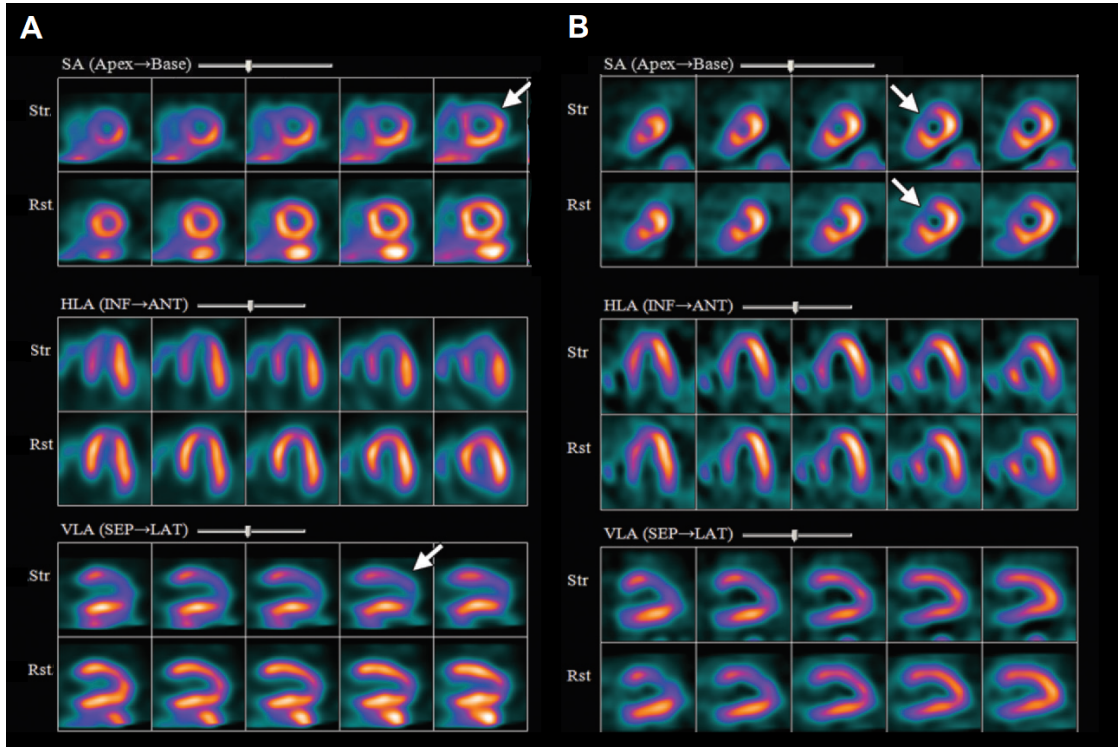 A
SA (Apex→Base)
Str.
Rst
HLA (INF→ANT)
Str
Rst
VLA (SEP→LAT)
Str
Rst
B
SA (Apex→Base)
Str
Rst
HLA (INF→ANT)
Str
Rst
VLA (SEP→LAT)
Str
Rst